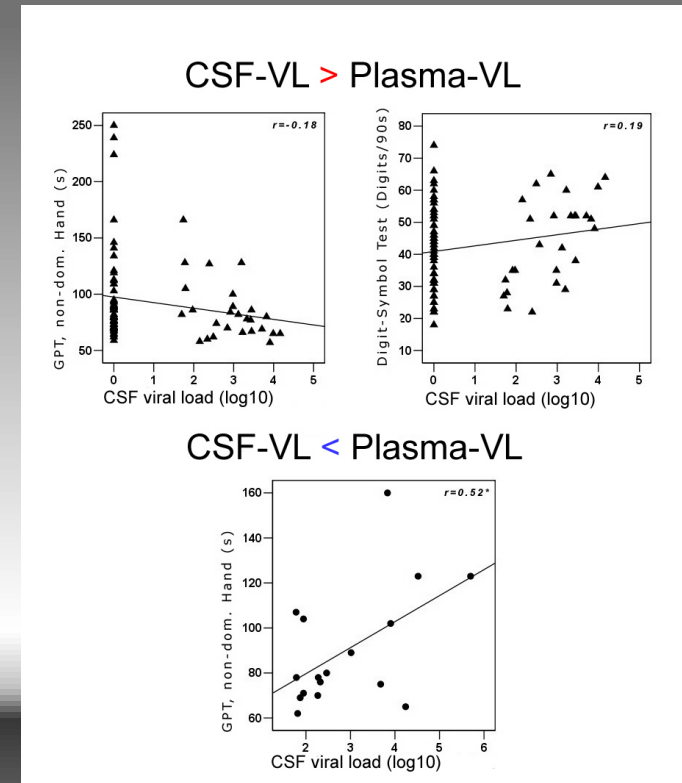 CSF-VL > Plasma-VL
GPT, non-dom. Hand (s)
250
200
150
100
50
r=-0.18
0 1 2 3 4 5
CSF viral load (log10)
Digit-Symbol Test (Digits/90s)
80
70
60
50
40
30
20
10
r=0.19
0 1 2 3 4 5
CSF viral load (log10)
CSF-VL < Plasma-VL
GPT, non-dom. Hand (s)
160
140
120
100
80
60
r=0.52*
2 3 4 5 6
CSF viral load (log10)